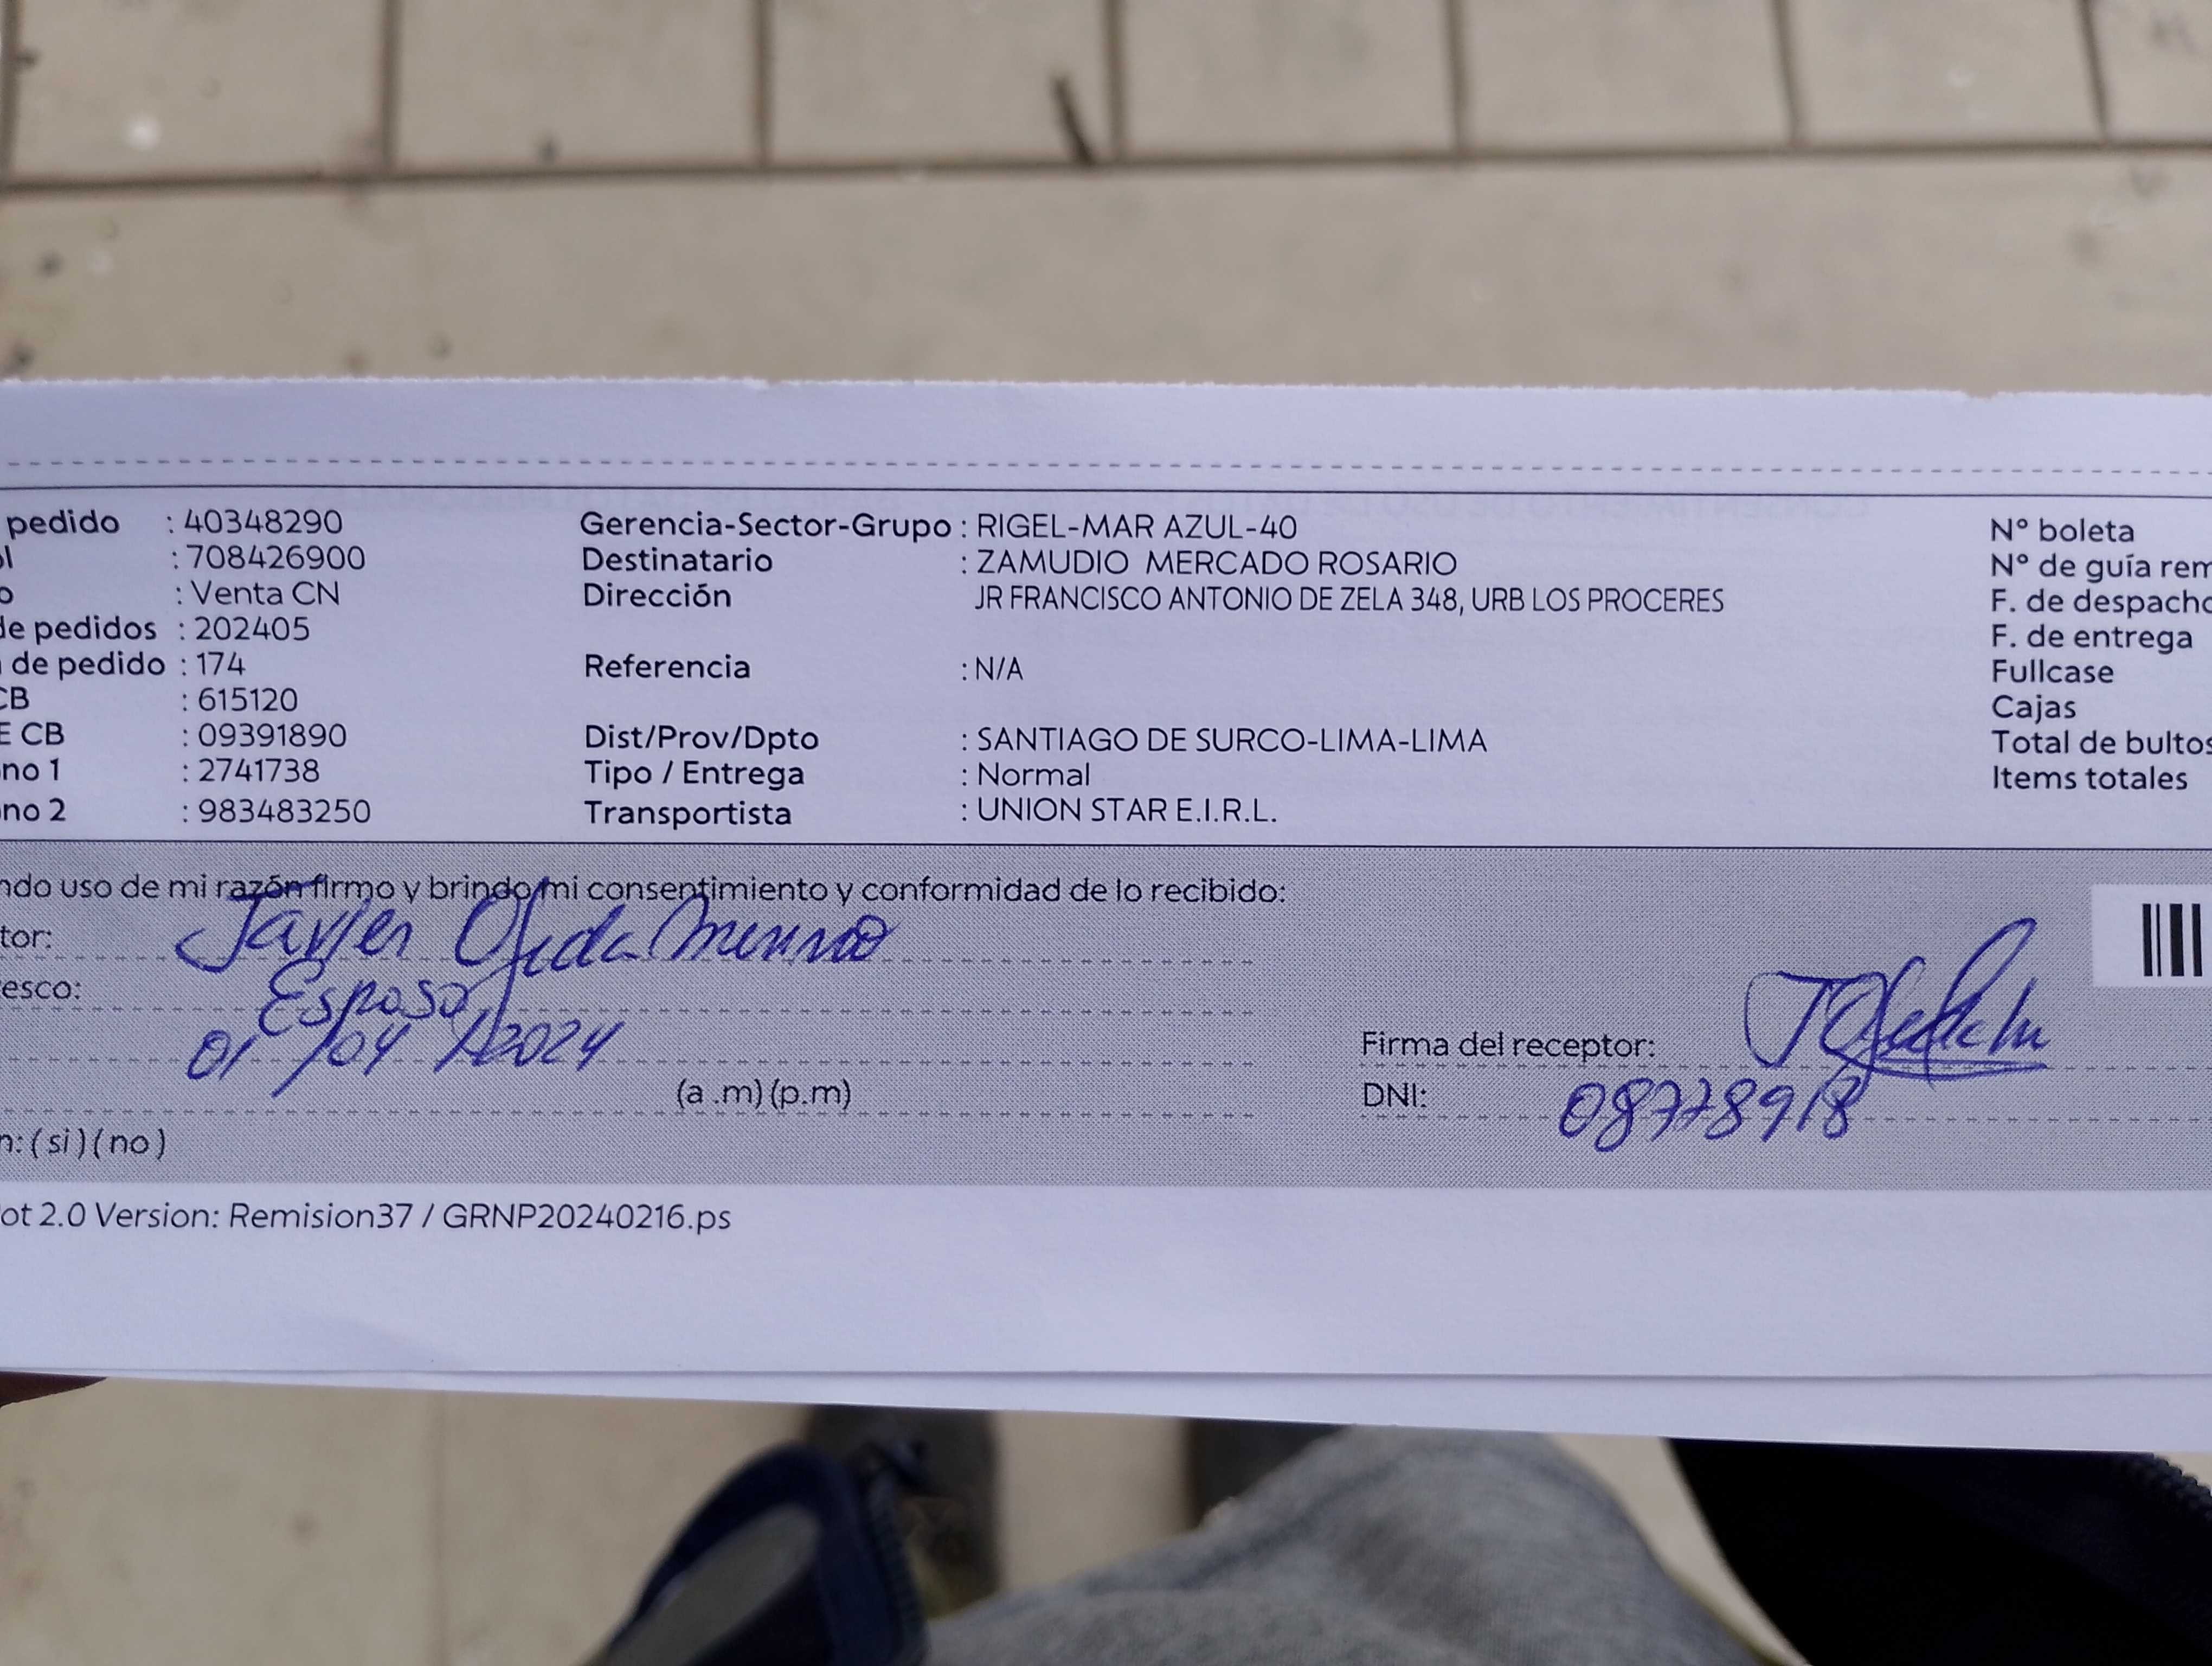 pedido : 40348290
: 708426900
: Venta CN
de pedidos : 202405
de pedido : 174
CB : 615120
E CB : 09391890
no 1 : 2741738
no 2 : 983483250
Gerencia-Sector-Grupo : RIGEL-MAR AZUL-40
Destinatario : ZAMUDIO MERCADO ROSARIO
Dirección JR FRANCISCO ANTONIO DE ZELA 348, URB LOS PROCERES
Referencia : N/A
Dist/Prov/Dpto : SANTIAGO DE SURCO-LIMA-LIMA
Tipo / Entrega : Normal
Transportista : UNION STAR E.I.R.L.
N° boleta
N° de guía rem
F. de despacho
F. de entrega
Fullcase
Cajas
Total de bultos
Items totales
ndo uso de mi razón firmo y brindo mi consentimiento y conformidad de lo recibido:
tor: Javier Ojeda
esco: Esposo
01/04/2024
(a .m) (p.m)
n: ( si ) ( no )
Firma del receptor:
DNI: 08778918
ot 2.0 Version: Remision37 / GRNP20240216.ps